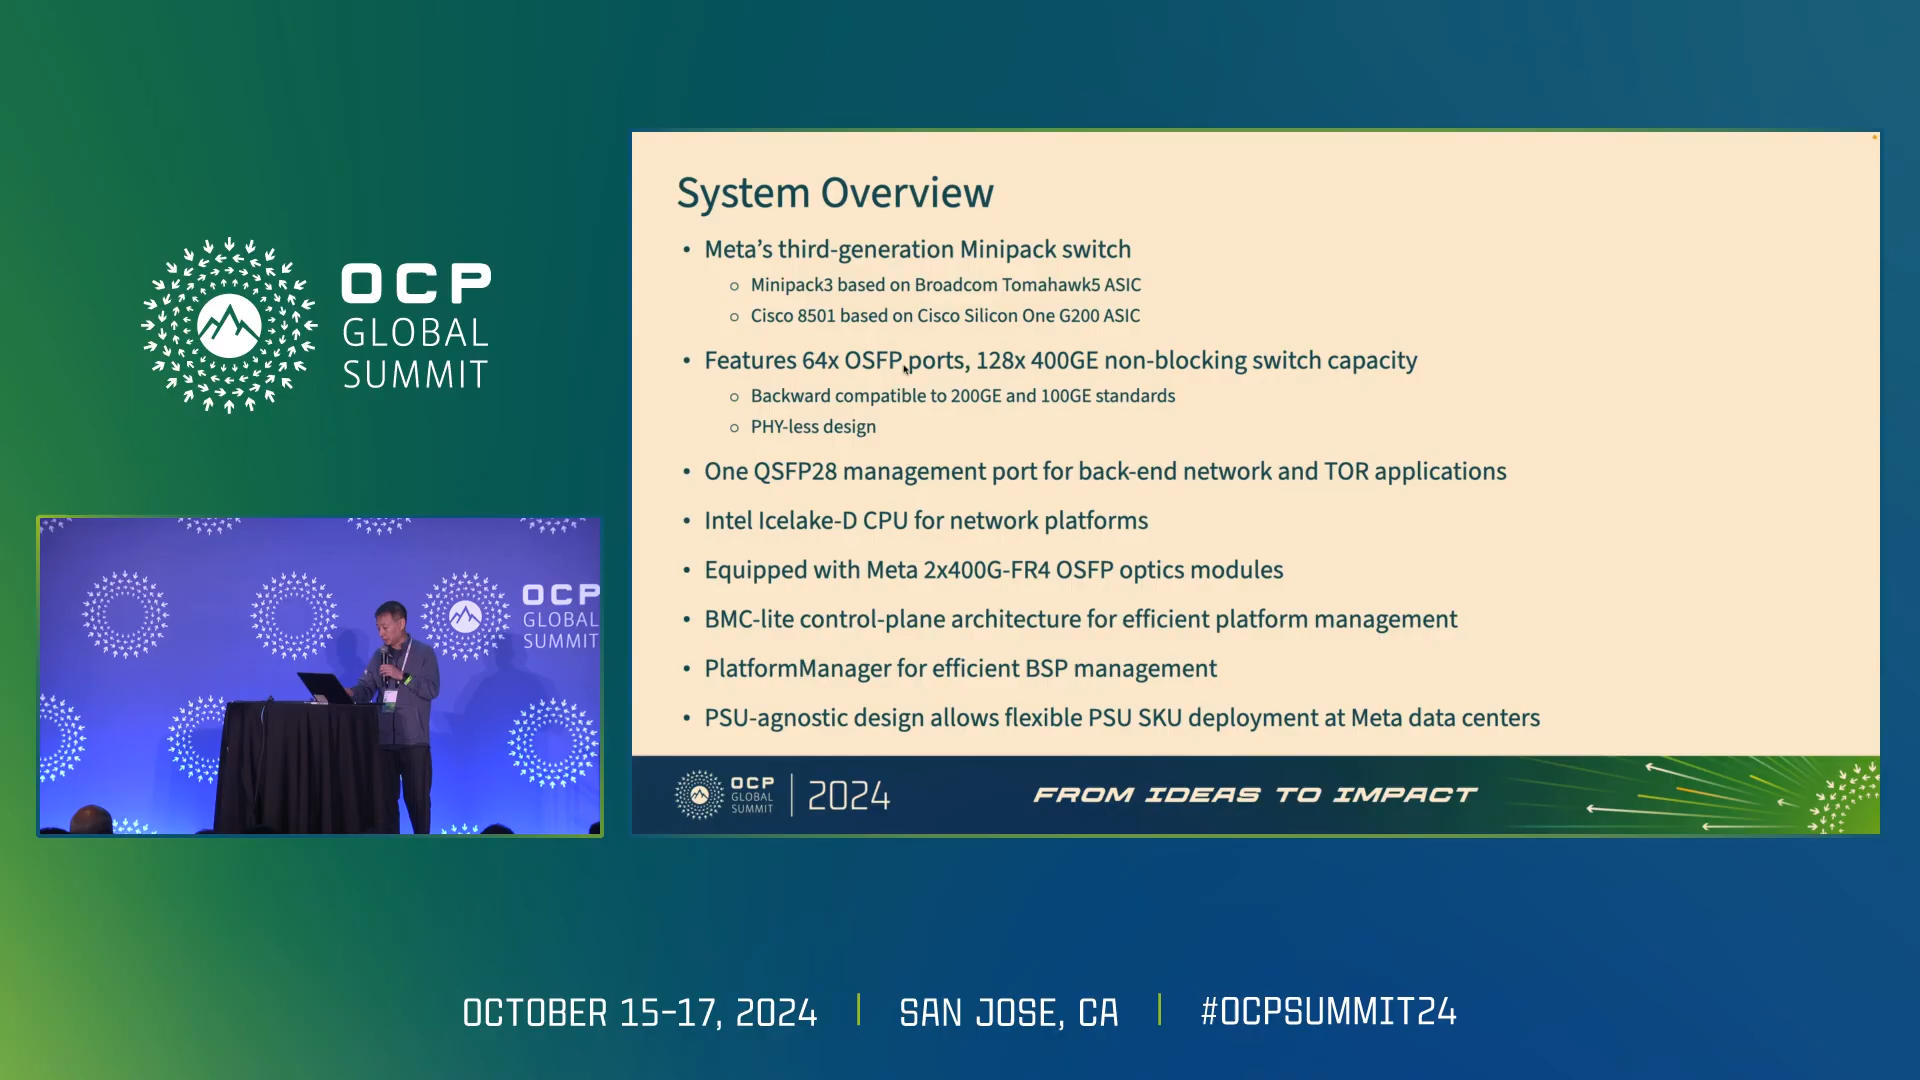 OCP
GLOBAL
SUMMIT
System Overview
• Meta's third-generation Minipack switch
○ Minipack3 based on Broadcom Tomahawk5 ASIC
○ Cisco 8501 based on Cisco Silicon One G200 ASIC
• Features 64x OSFP ports, 128x 400GE non-blocking switch capacity
○ Backward compatible to 200GE and 100GE standards
○ PHY-less design
• One QSFP28 management port for back-end network and TOR applications
• Intel Icelake-D CPU for network platforms
• Equipped with Meta 2x400G-FR4 OSFP optics modules
• BMC-lite control-plane architecture for efficient platform management
• PlatformManager for efficient BSP management
• PSU-agnostic design allows flexible PSU SKU deployment at Meta data centers
OCP
GLOBAL
SUMMIT
2024
FROM IDEAS TO IMPACT
OCP
GLOBAL
SUMMIT
OCTOBER 15-17, 2024 | SAN JOSE, CA | #OCPSUMMIT24